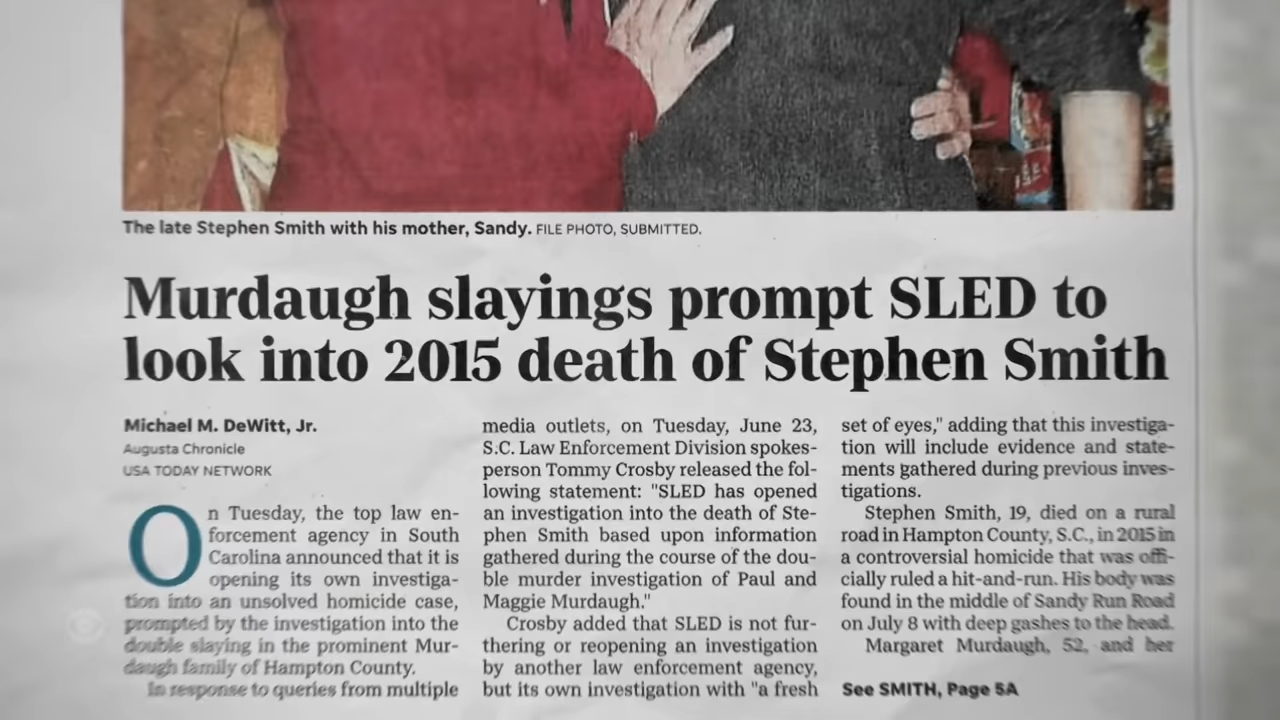 The late Stephen Smith with his mother, Sandy. FILE PHOTO, SUBMITTED.
Murdaugh slayings prompt SLED to
look into 2015 death of Stephen Smith
Michael M. DeWitt, Jr.
Augusta Chronicle
USA TODAY NETWORK
On Tuesday, the top law en-
forcement agency in South
Carolina announced that it is
opening its own investiga-
tion into an unsolved homicide case,
prompted by the investigation into the
double slaying in the prominent Mur-
daugh family of Hampton County.
In response to queries from multiple
media outlets, on Tuesday, June 23,
S.C. Law Enforcement Division spokes-
person Tommy Crosby released the fol-
lowing statement: "SLED has opened
an investigation into the death of Ste-
phen Smith based upon information
gathered during the course of the dou-
ble murder investigation of Paul and
Maggie Murdaugh."
Crosby added that SLED is not fur-
thering or reopening an investigation
by another law enforcement agency,
but its own investigation with "a fresh
set of eyes," adding that this investiga-
tion will include evidence and state-
ments gathered during previous inves-
tigations.
Stephen Smith, 19, died on a rural
road in Hampton County, S.C., in 2015 in
a controversial homicide that was offi-
cially ruled a hit-and-run. His body was
found in the middle of Sandy Run Road
on July 8 with deep gashes to the head.
Margaret Murdaugh, 52, and her
See SMITH, Page 5A